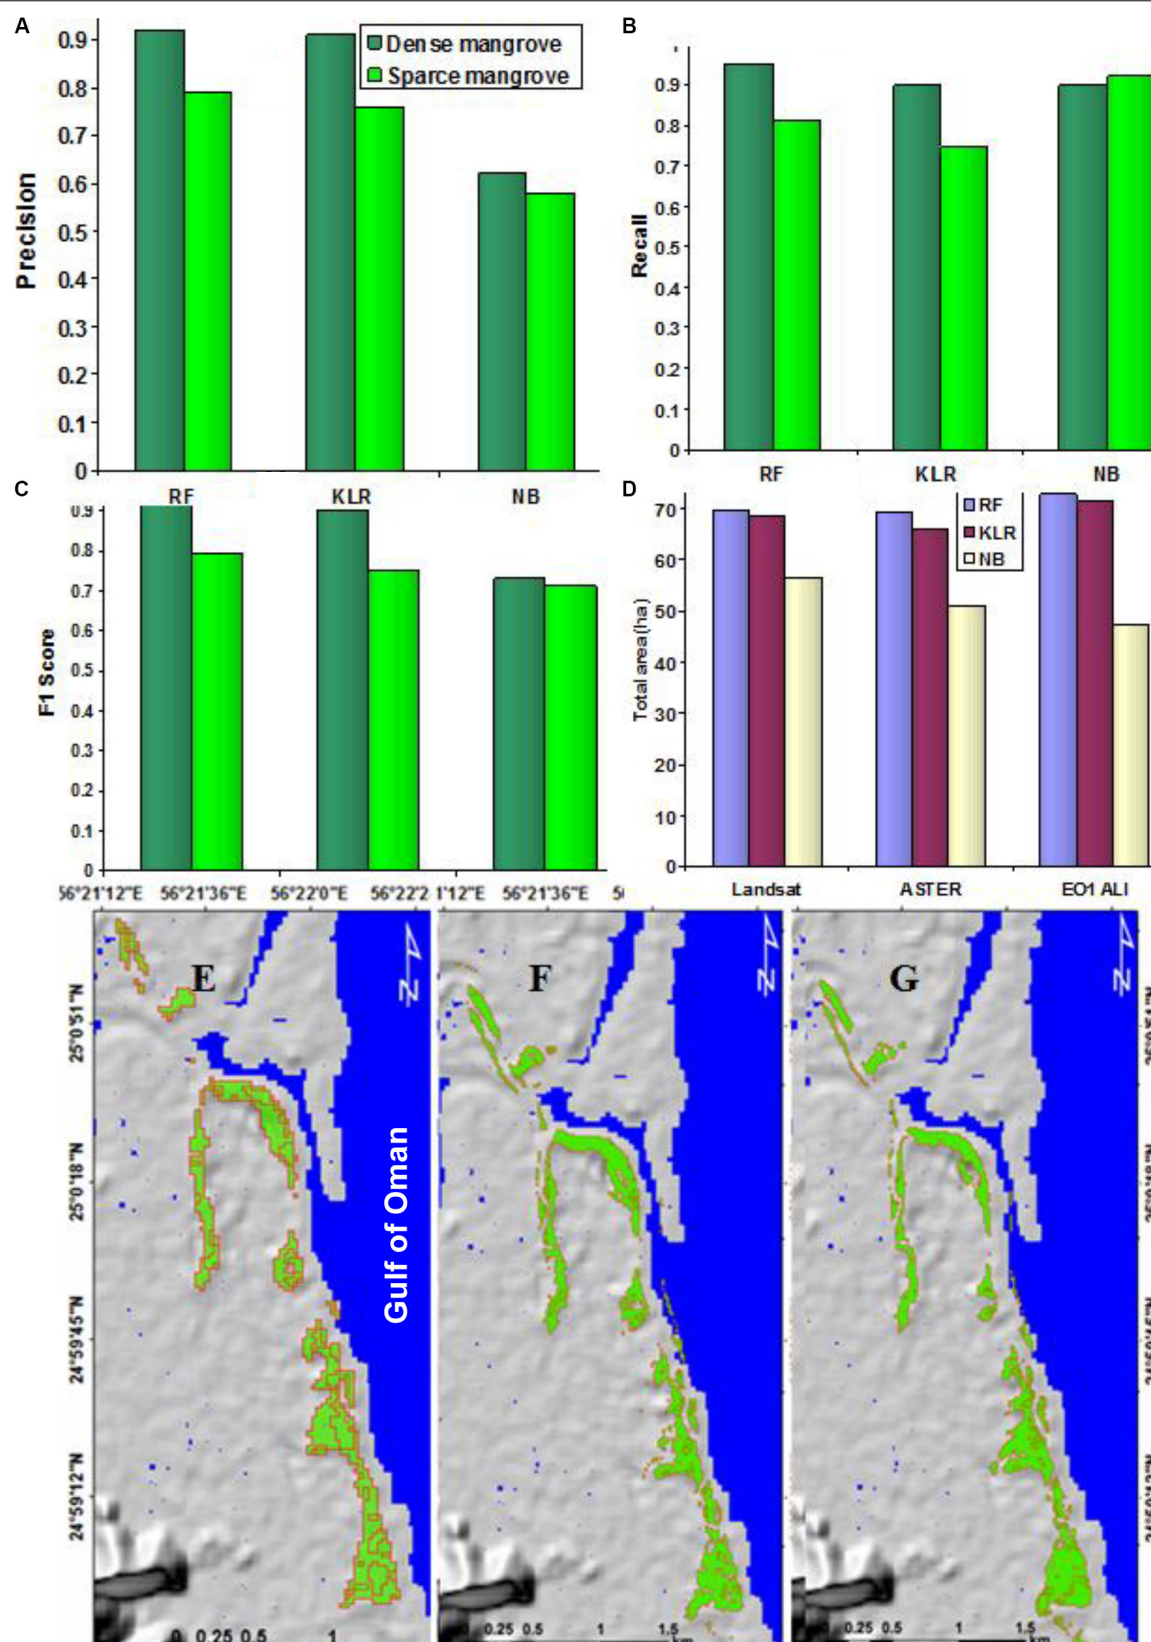 A
Precision
0.9
0.8
0.7
0.6
0.5
0.4
0.3
0.2
0.1
0
Dense mangrove
Sparce mangrove
RF KLR NB
B
Recall
0.9
0.8
0.7
0.6
0.5
0.4
0.3
0.2
0.1
0
RF KLR NB
C
F1 Score
0.9
0.8
0.7
0.6
0.5
0.4
0.3
0.2
0.1
0
D
Total area(ha)
70
60
50
40
30
20
10
0
RF
KLR
NB
Landsat ASTER EO1 ALI
56°21'12"E 56°21'36"E 56°22'0"E 56°22'2 1'12"E 56°21'36"E
E
F
G
25°0'51"N
25°0'18"N
24°59'45"N
24°59'12"N
Gulf of Oman
N
N
N
0 0.25 0.5 1
0.25 0.5 1 1.5
0.25 0.5 1 1.5